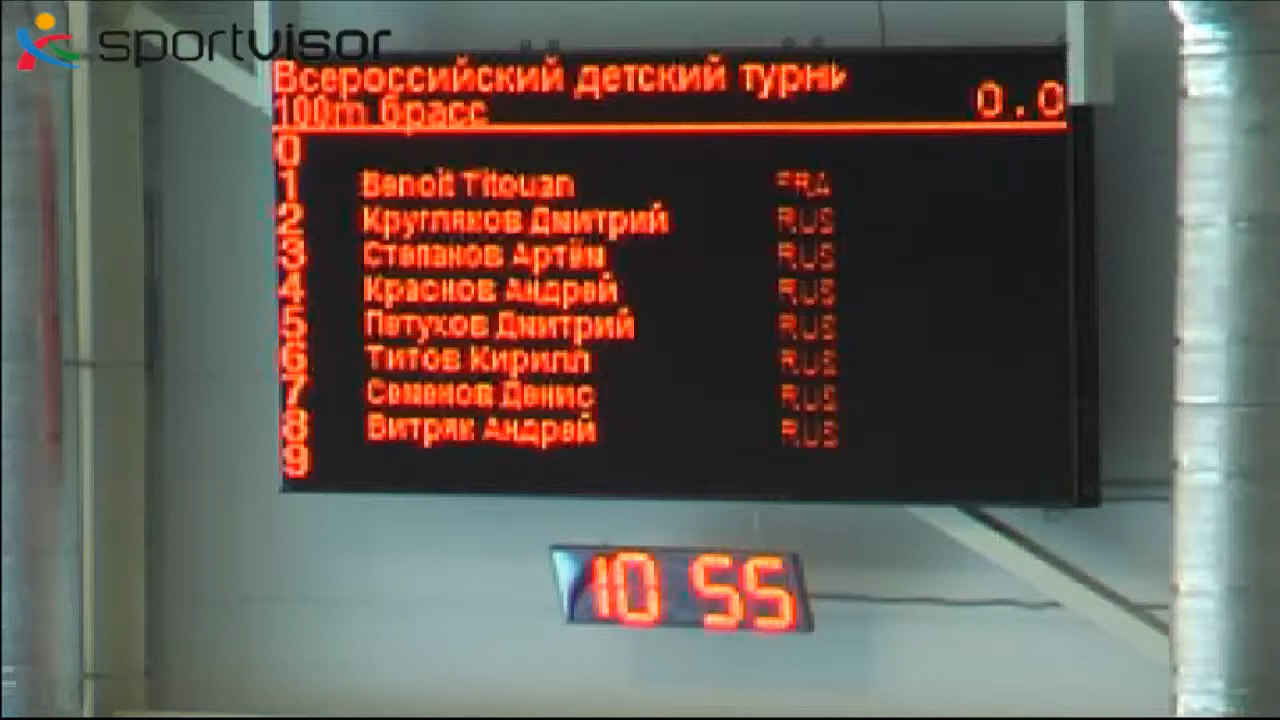 sportvisor
Всероссийский детский турни
100m брасс 0.0
0
1 Benoit Titouan FRA
2 Кругляков Дмитрий RUS
3 Степанов Артём RUS
4 Краснов Андрей RUS
5 Петухов Дмитрий RUS
6 Титов Кирилл RUS
7 Семенов Денис RUS
8 Витряк Андрей RUS
9
10 55